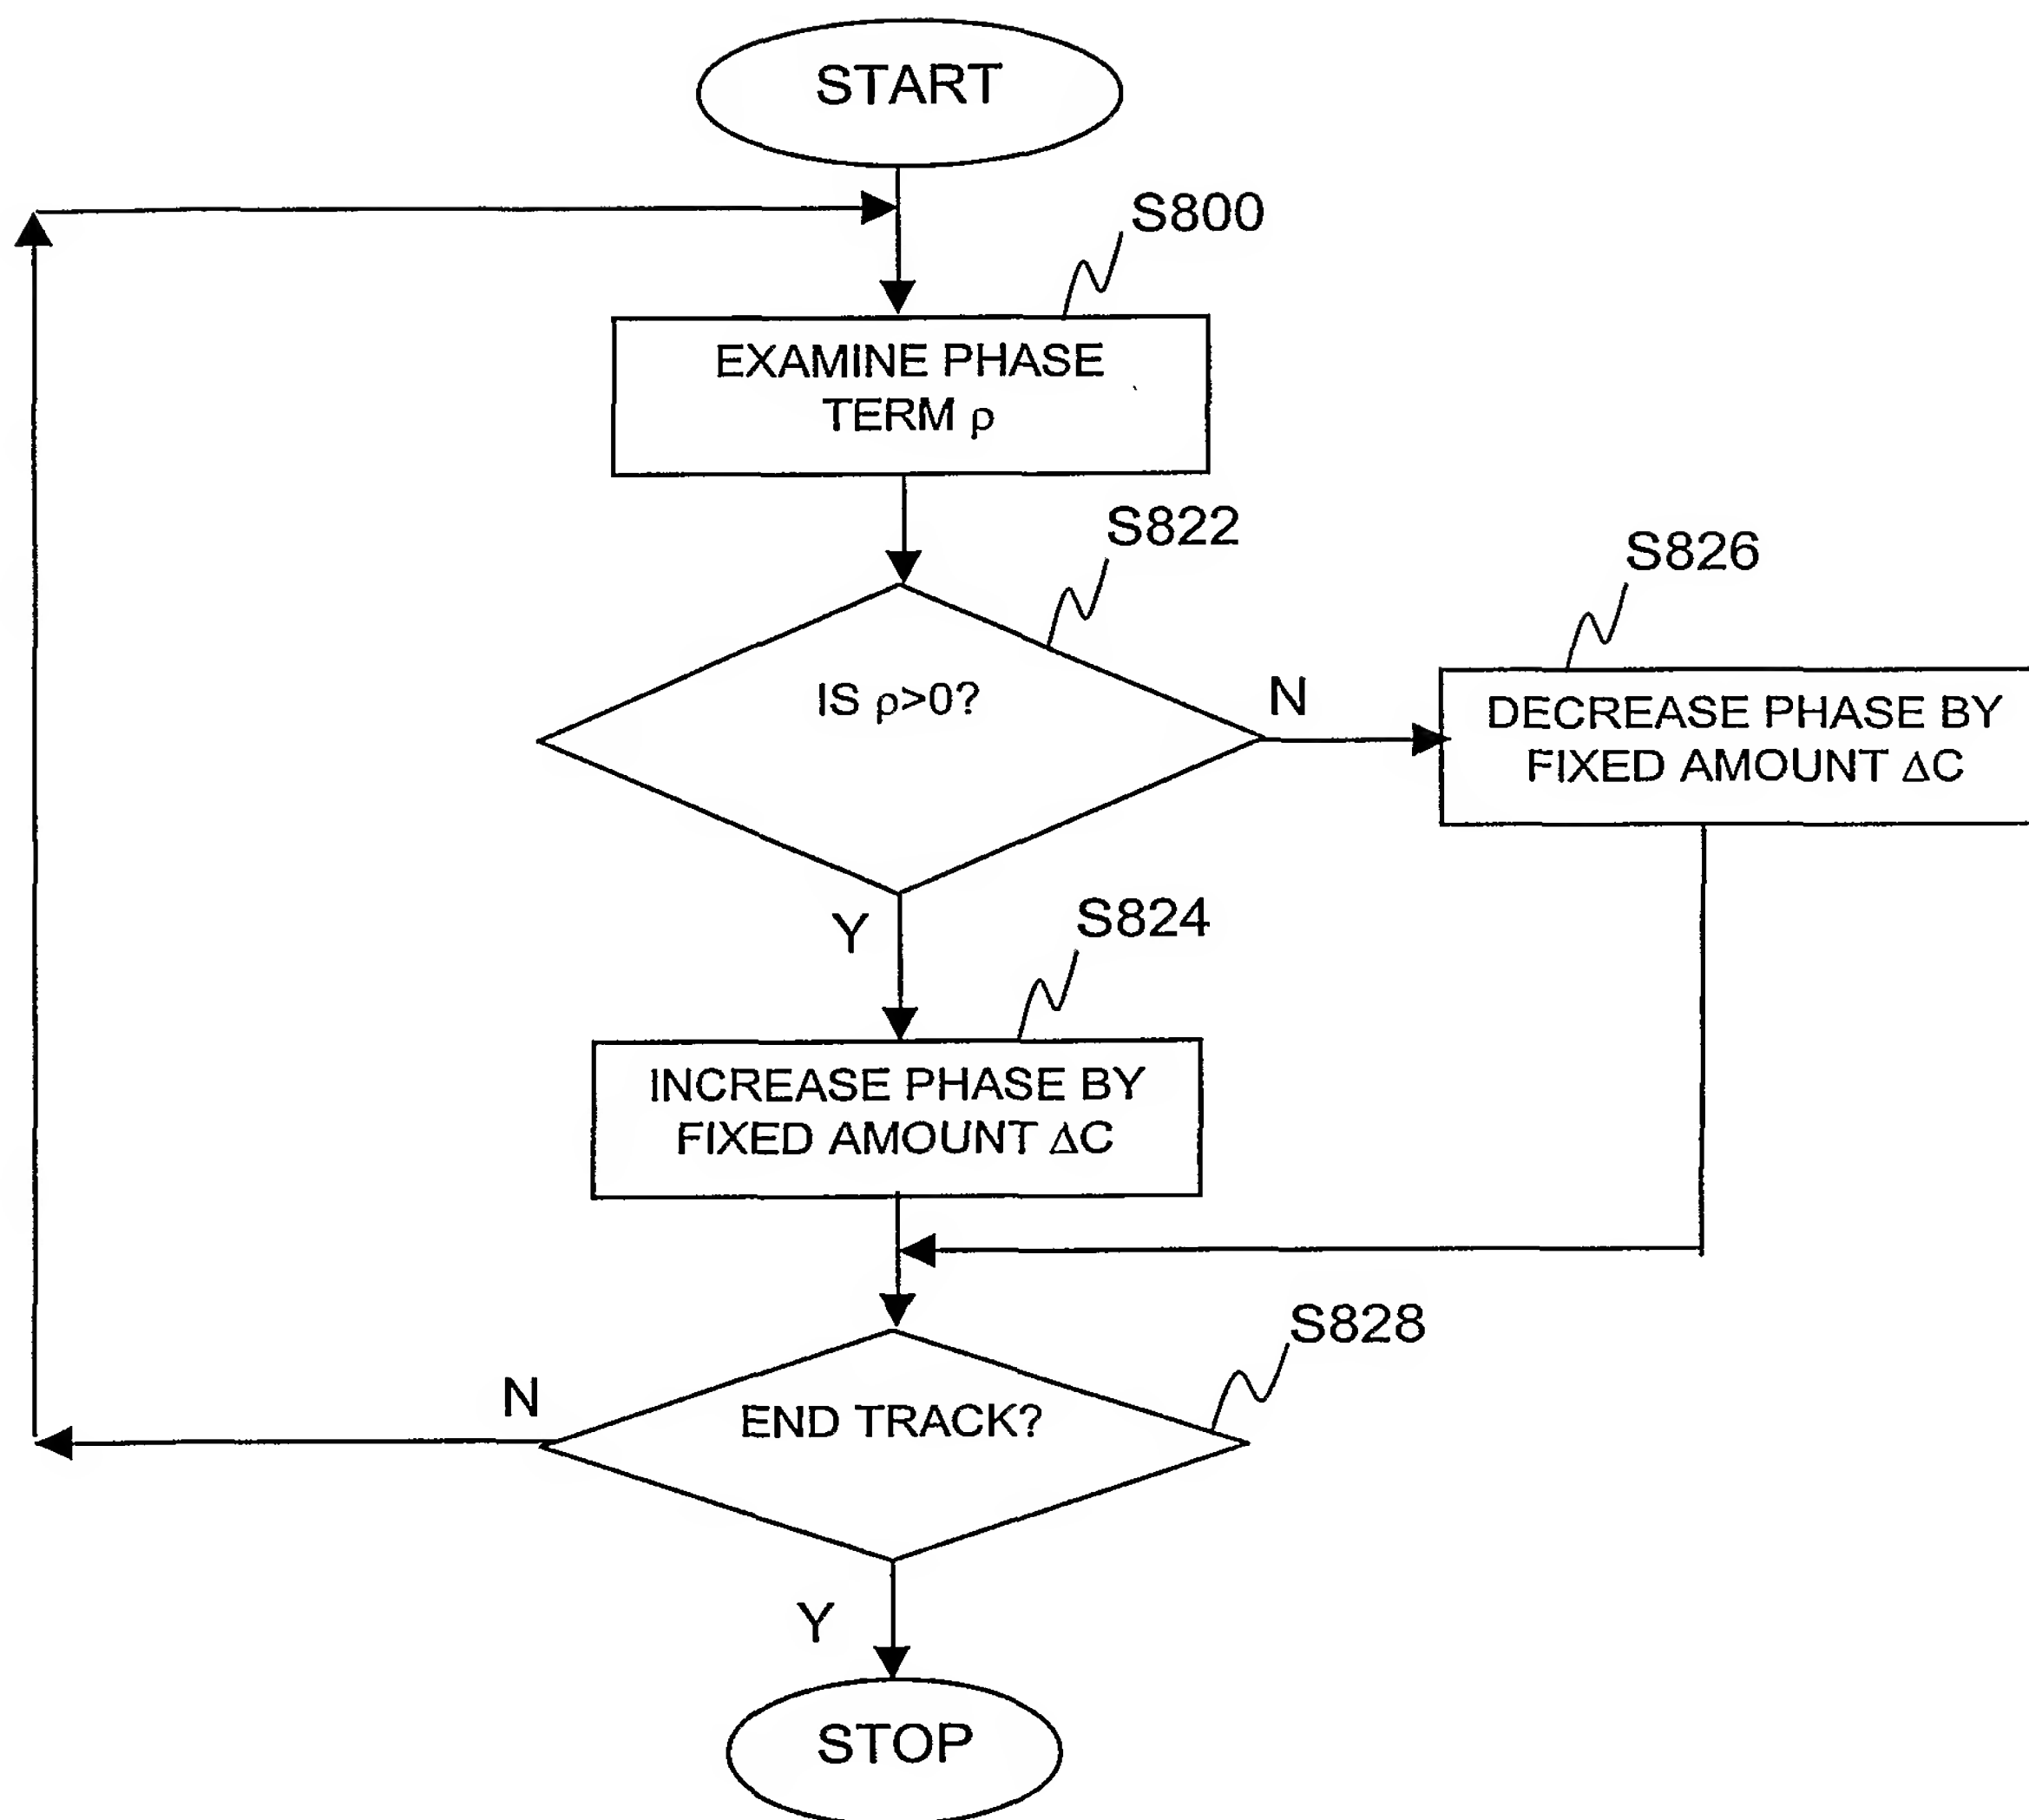 START
S800
EXAMINE PHASE
TERM ρ
S822
S826
IS ρ>0?
N
DECREASE PHASE BY
FIXED AMOUNT ΔC
Y
S824
INCREASE PHASE BY
FIXED AMOUNT ΔC
S828
N
END TRACK?
Y
STOP